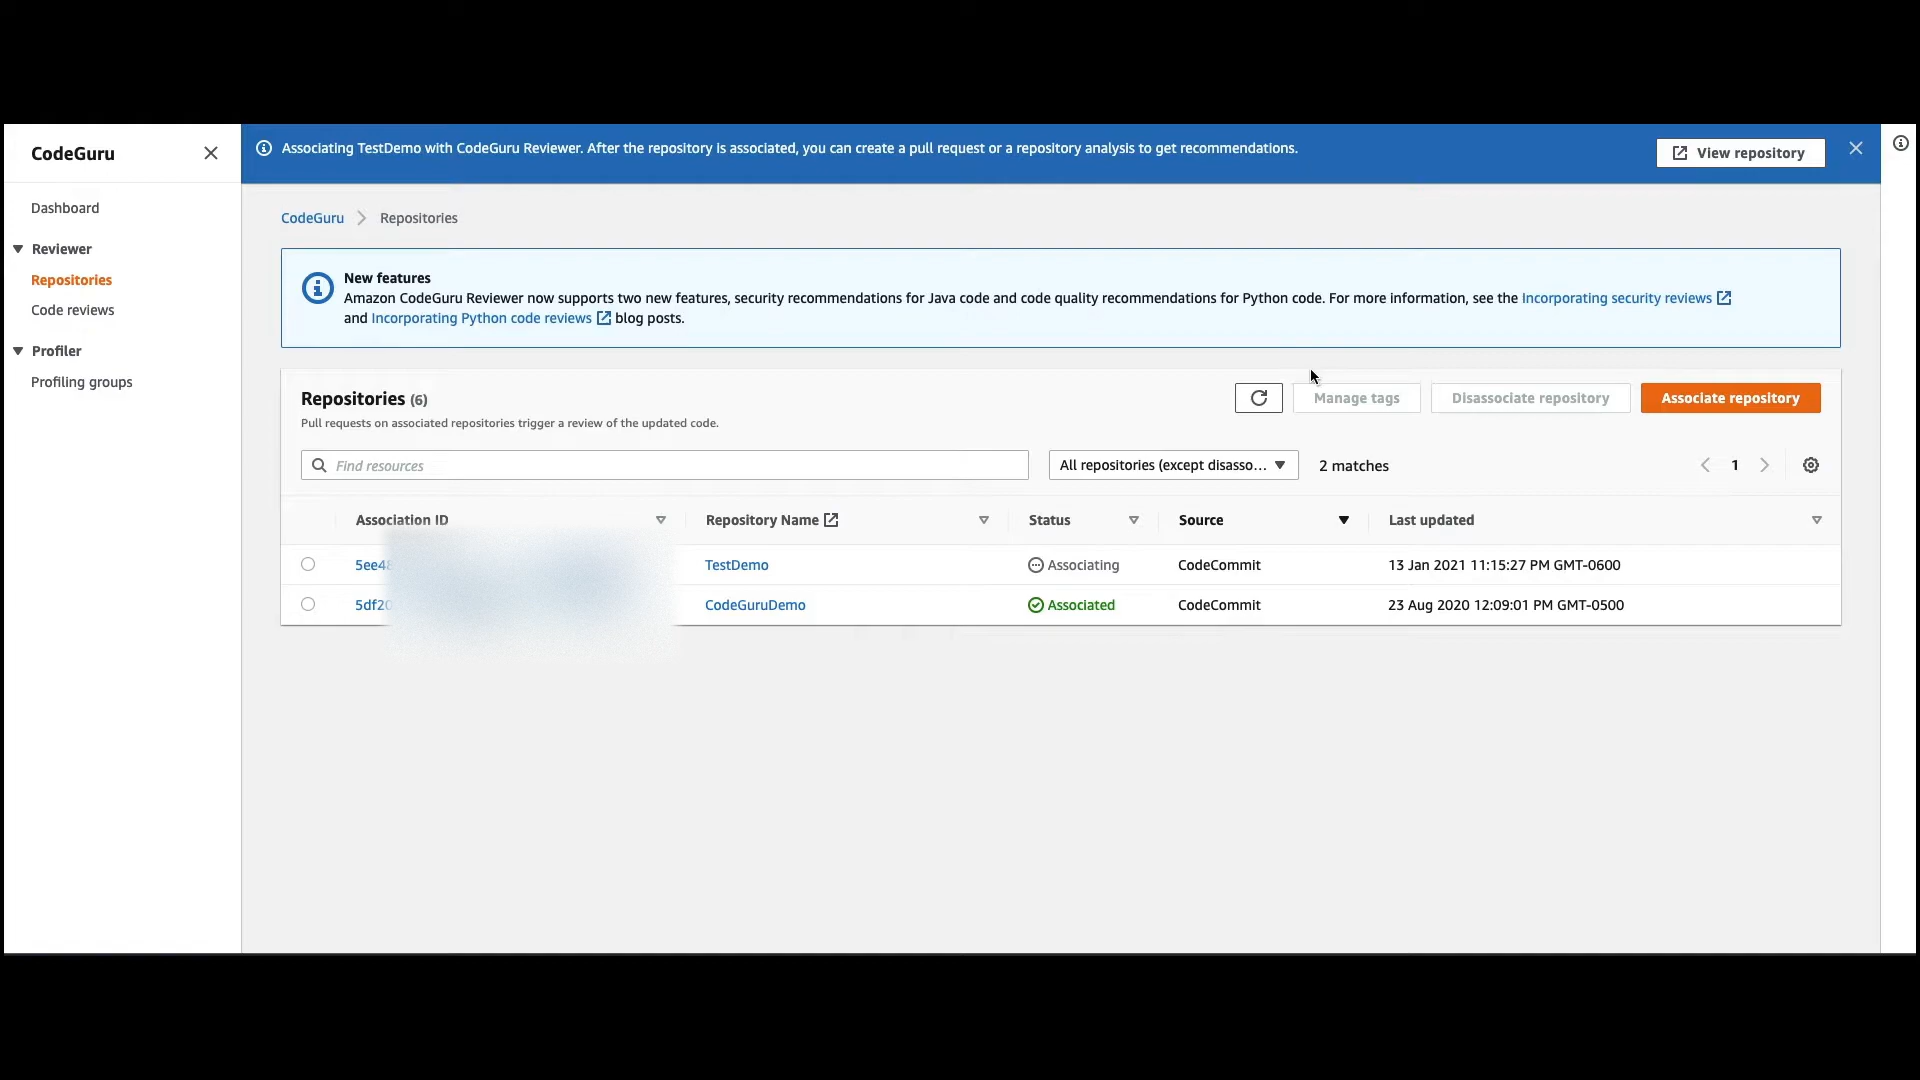 CodeGuru
Associating TestDemo with CodeGuru Reviewer. After the repository is associated, you can create a pull request or a repository analysis to get recommendations.
View repository
Dashboard
Reviewer
Repositories
Code reviews
Profiler
Profiling groups
CodeGuru Repositories
New features
Amazon CodeGuru Reviewer now supports two new features, security recommendations for Java code and code quality recommendations for Python code. For more information, see the Incorporating security reviews
and Incorporating Python code reviews blog posts.
Repositories (6)
Pull requests on associated repositories trigger a review of the updated code.
Manage tags
Disassociate repository
Associate repository
Find resources
All repositories (except disasso...
2 matches
1
Association ID Repository Name Status Source Last updated
TestDemo Associating CodeCommit 13 Jan 2021 11:15:27 PM GMT-0600
5df20 CodeGuruDemo Associated CodeCommit 23 Aug 2020 12:09:01 PM GMT-0500